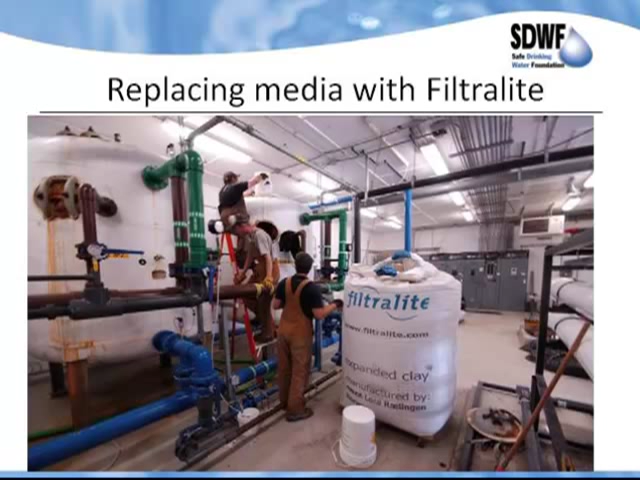 SDWF
Safe Drinking
Water Foundation
Replacing media with Filtralite
filtralite
www.filtralite.com
expanded clay
manufactured by: